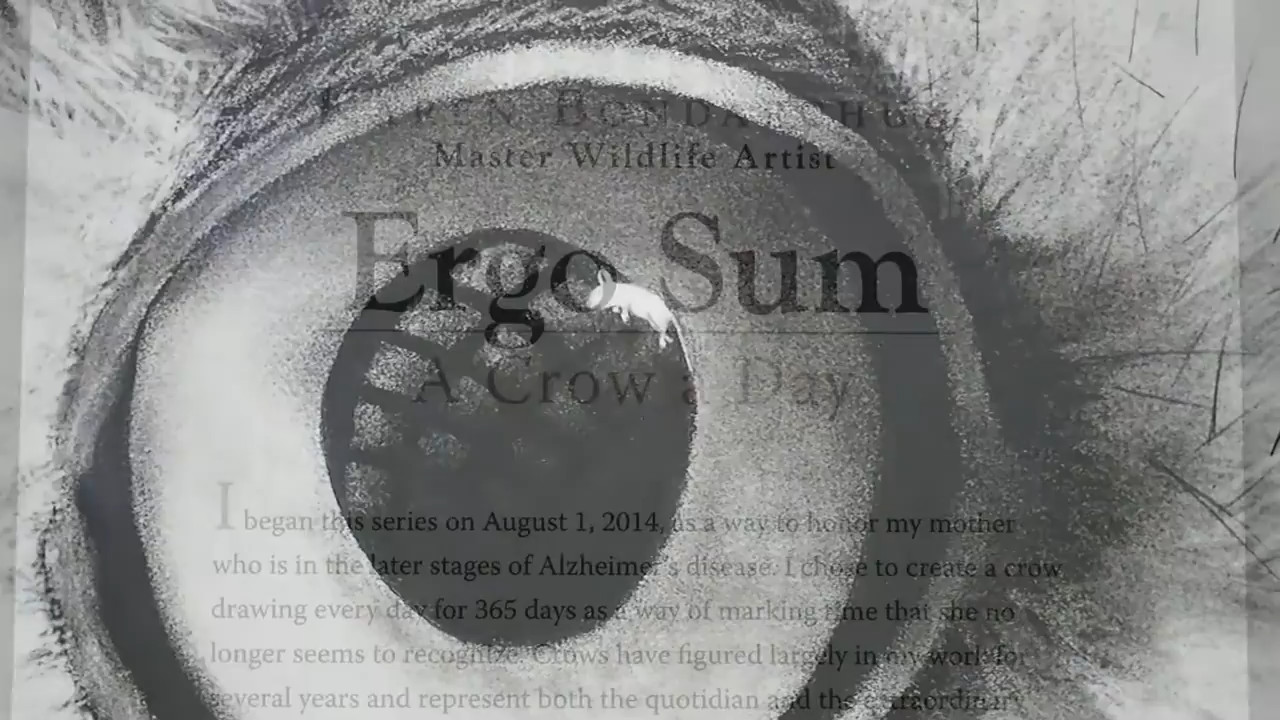 Master Wildlife Artist
Ergo Sum
A Crow a Day
I began this series on August 1, 2014, as a way to honor my mother
who is in the later stages of Alzheimer's disease. I chose to create a crow
drawing every day for 365 days as a way of marking time that she no
longer seems to recognize. Crows have figured largely in my work for
several years and represent both the quotidian and the extraordinary